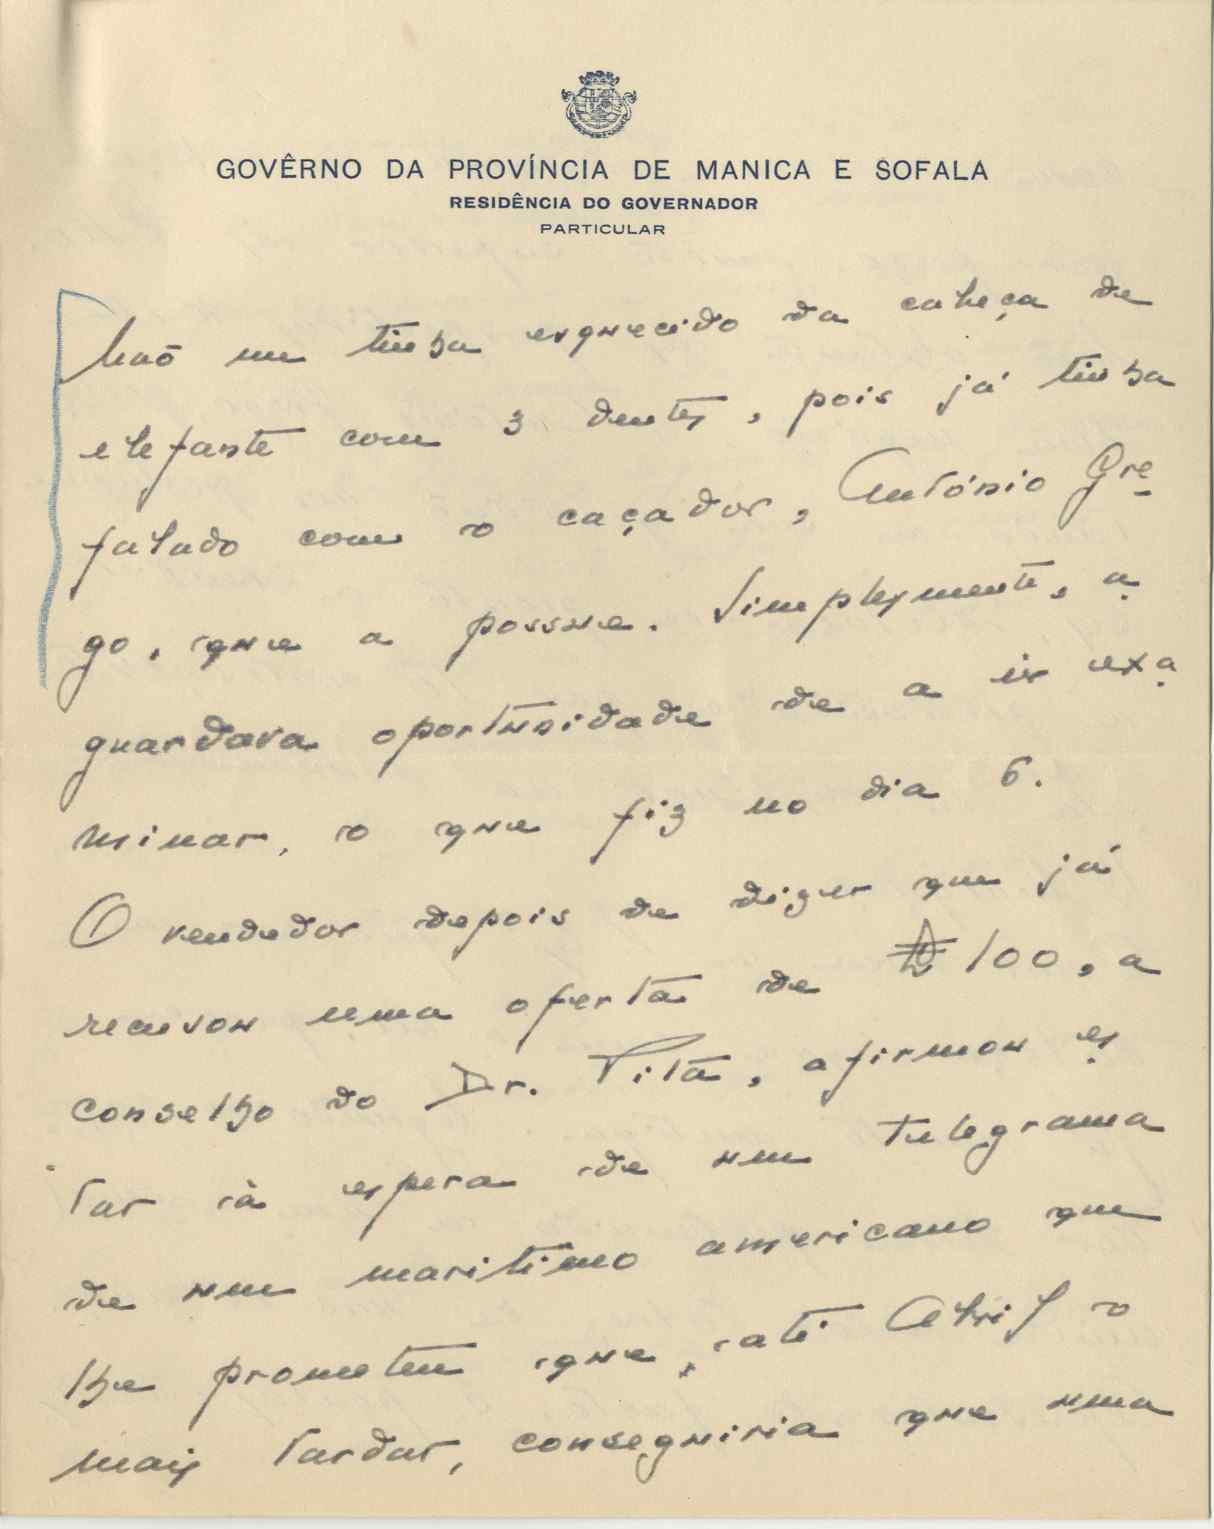 GOVÊRNO DA PROVÍNCIA DE MANICA E SOFALA
RESIDÊNCIA DO GOVERNADOR
PARTICULAR
Não me tinha esquecido da cabeça de
elefante com 3 dentes, pois já tinha
falado com o caçador, António Gre
go, que a possue. Simplesmente, a
guardava oportunidade de a ir exa
minar, o que fiz no dia 6.
O vendedor depois de dizer que já
recusou uma oferta de 100, a
conselho do Dr. Pita, afirmou es
tar à espera de um telegrama
de um maritimo americano que
lhe prometeu que, até Abril o
mais tardar, conseguiria que uma